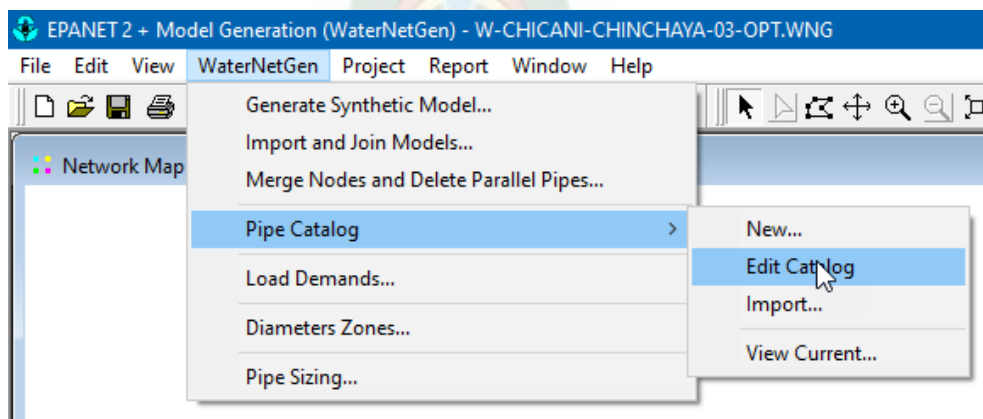 EPANET 2 + Model Generation (WaterNetGen) - W-CHICANI-CHINCHAYA-03-OPT.WNG
File Edit View WaterNetGen Project Report Window Help
Generate Synthetic Model...
Import and Join Models...
Network Map
Merge Nodes and Delete Parallel Pipes...
Pipe Catalog
New...
Edit Catalog
Load Demands...
Import...
Diameters Zones...
View Current...
Pipe Sizing...